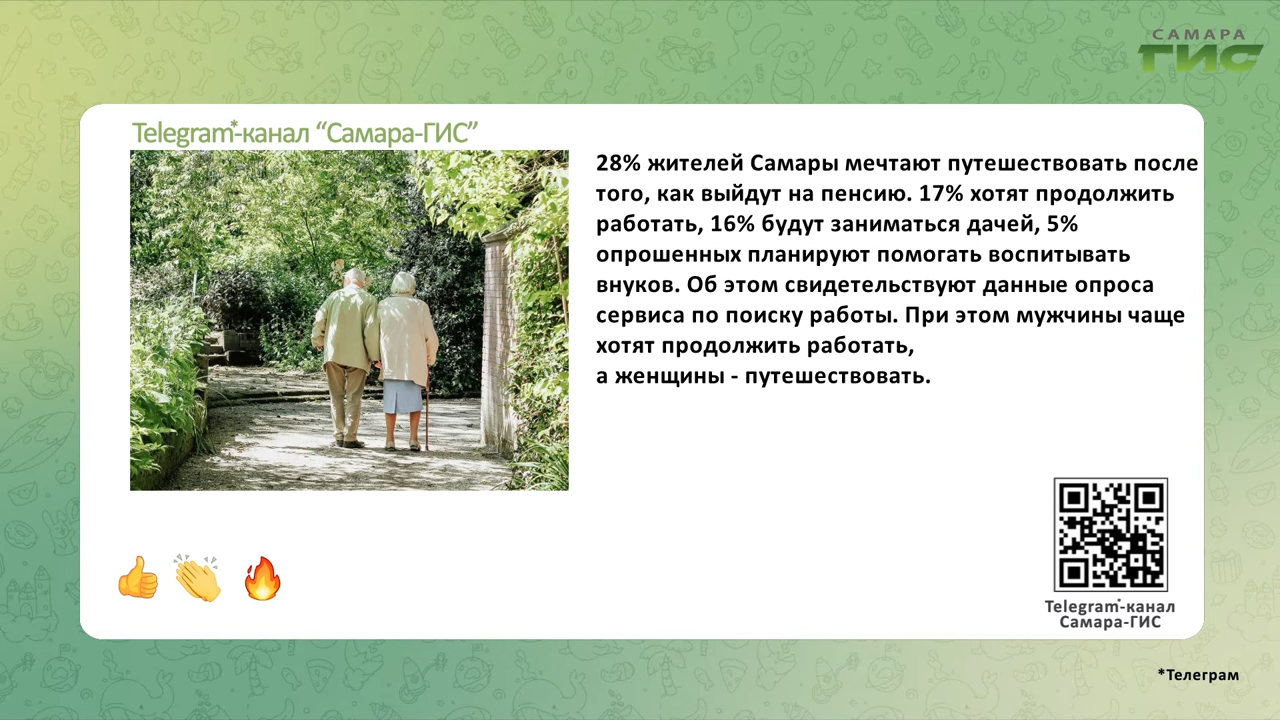 САМАРА
ГИС
Telegram*-канал “Самара-ГИС”
28% жителей Самары мечтают путешествовать после
того, как выйдут на пенсию. 17% хотят продолжить
работать, 16% будут заниматься дачей, 5%
опрошенных планируют помогать воспитывать
внуков. Об этом свидетельствуют данные опроса
сервиса по поиску работы. При этом мужчины чаще
хотят продолжить работать,
а женщины - путешествовать.
Telegram*-канал
Самара-ГИС
*Телеграм